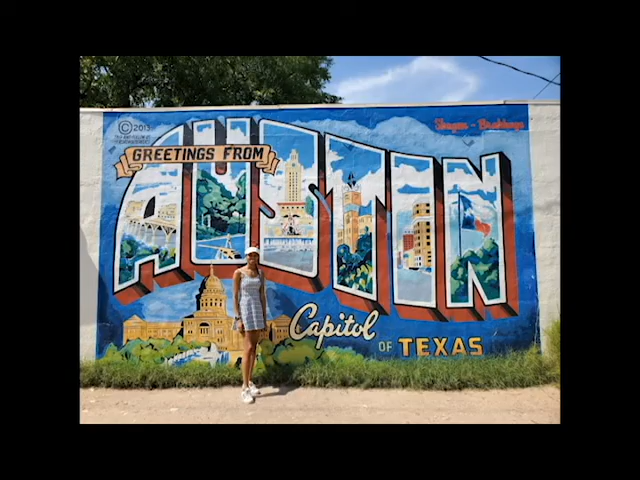 © 2013
GREETINGS FROM
AUSTIN
Capitol
OF TEXAS